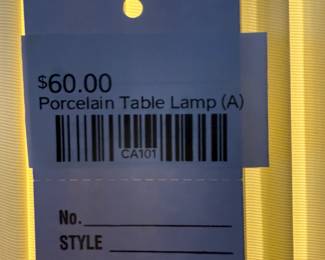 $60.00
Porcelain Table Lamp (A)
CA101
No.
STYLE